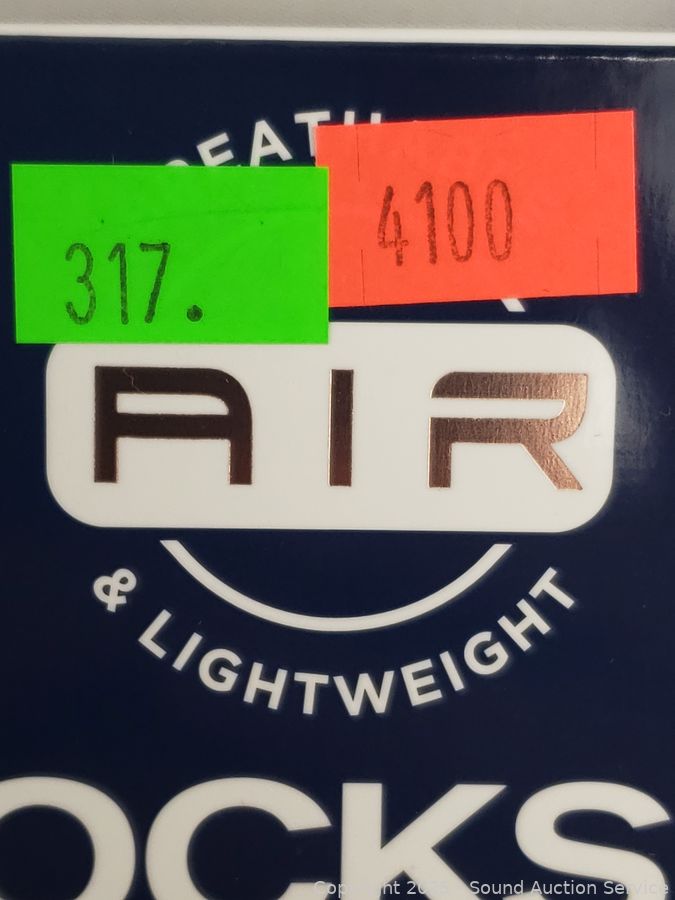 4100
317.
AIR
& LIGHTWEIGHT
OCKS
Sound Auction Service